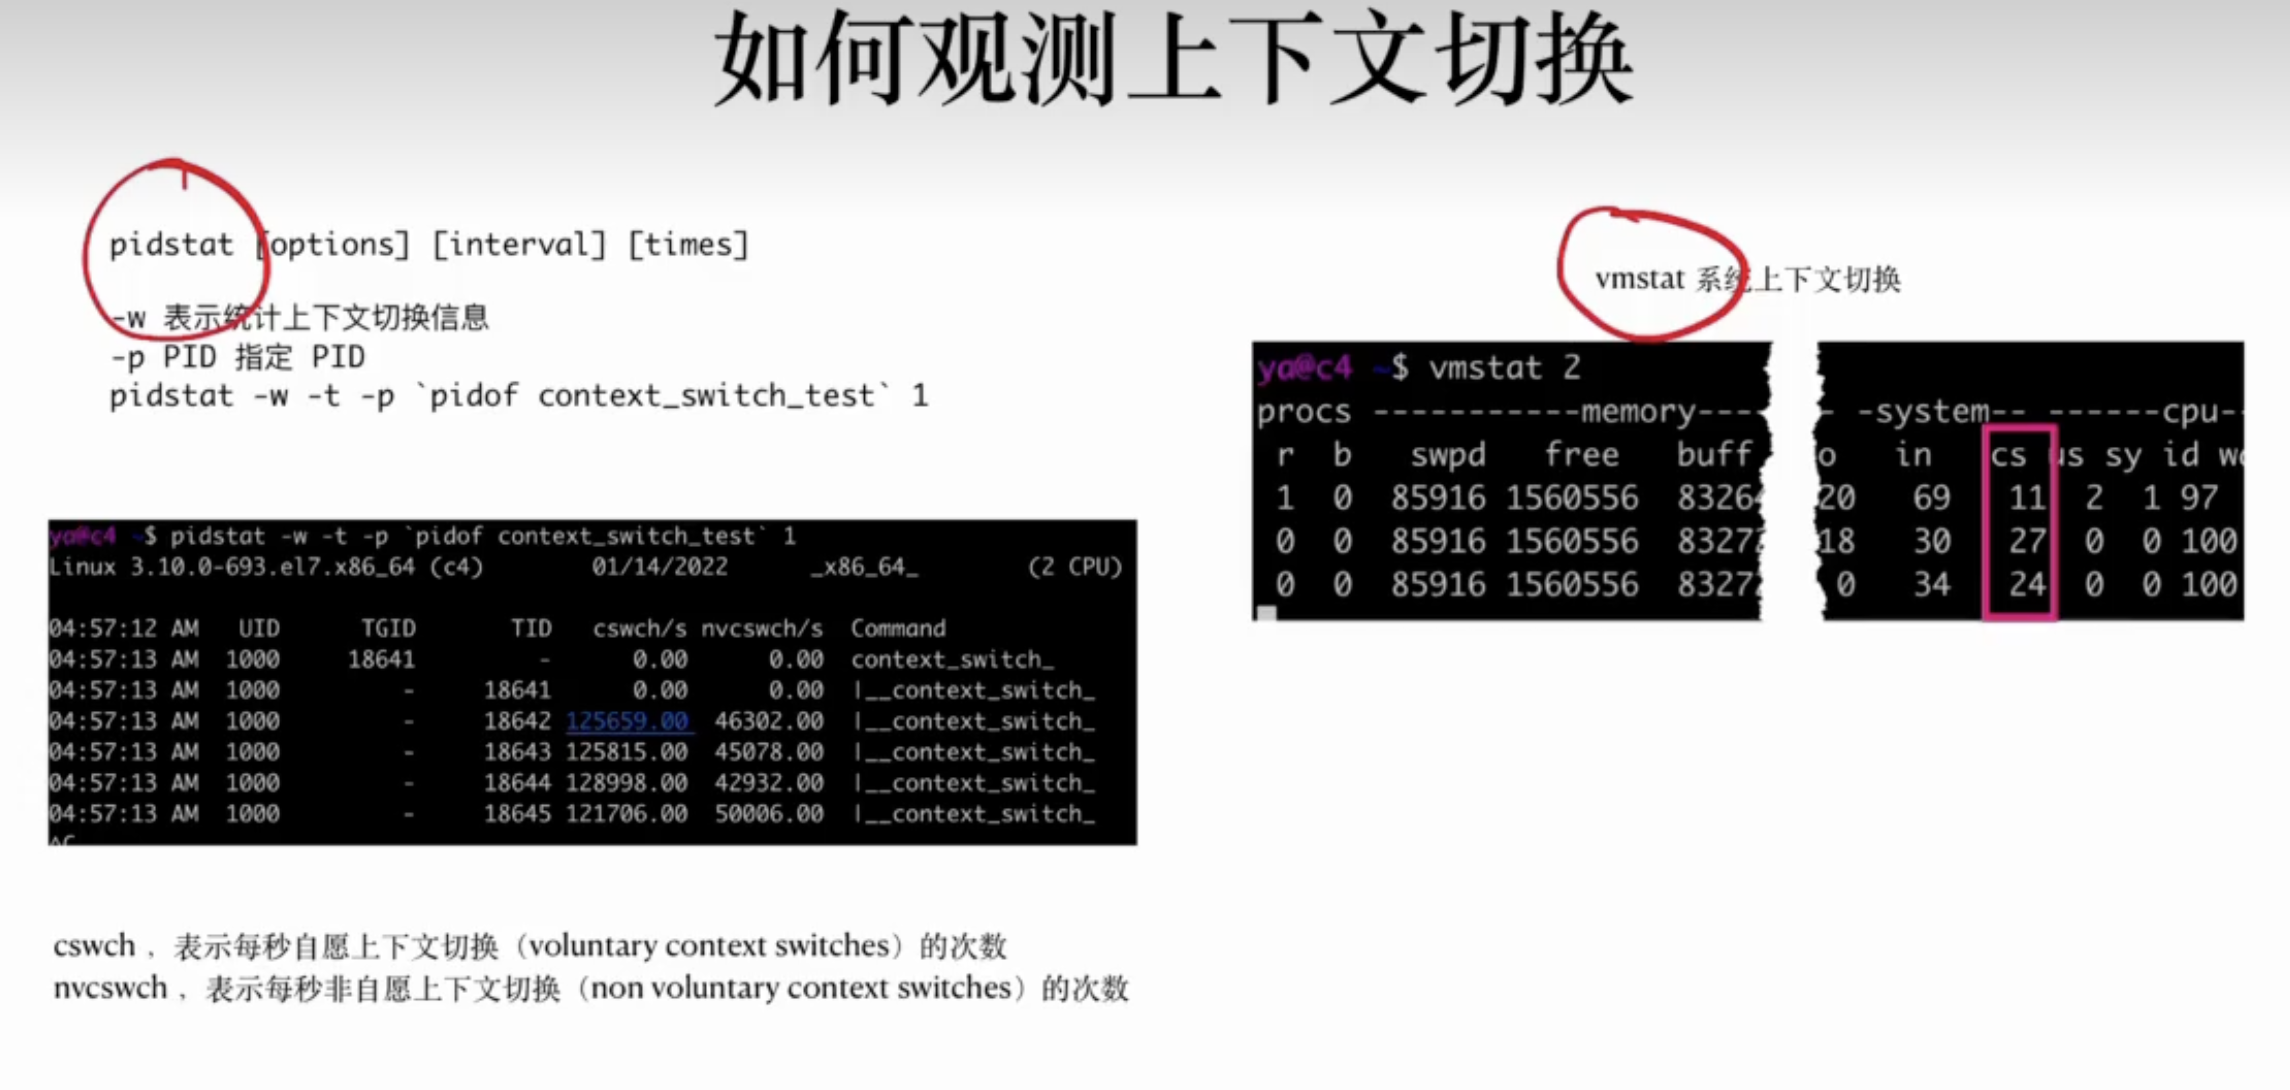 如何观测上下文切换
pidstat [options] [interval] [times]
-w 表示统计上下文切换信息
-p PID 指定 PID
pidstat -w -t -p `pidof context_switch_test` 1
ya@c4 ~$ pidstat -w -t -p `pidof context_switch_test` 1
Linux 3.10.0-693.el7.x86_64 (c4) 01/14/2022 _x86_64_ (2 CPU)
04:57:12 AM UID TGID TID cswch/s nvcswch/s Command
04:57:13 AM 1000 18641 - 0.00 0.00 context_switch_
04:57:13 AM 1000 - 18641 0.00 0.00 |__context_switch_
04:57:13 AM 1000 - 18642 125659.00 46302.00 |__context_switch_
04:57:13 AM 1000 - 18643 125815.00 45078.00 |__context_switch_
04:57:13 AM 1000 - 18644 128998.00 42932.00 |__context_switch_
04:57:13 AM 1000 - 18645 121706.00 50006.00 |__context_switch_
cswch ，表示每秒自愿上下文切换（voluntary context switches）的次数
nvcswch ，表示每秒非自愿上下文切换（non voluntary context switches）的次数
vmstat 系统上下文切换
ya@c4 ~$ vmstat 2
procs -----------memory---- - -system-- ------cpu--
r b swpd free buff o in cs us sy id
1 0 85916 1560556 8326 20 69 11 2 1 97
0 0 85916 1560556 8327 18 30 27 0 0 100
0 0 85916 1560556 8327 0 34 24 0 0 100